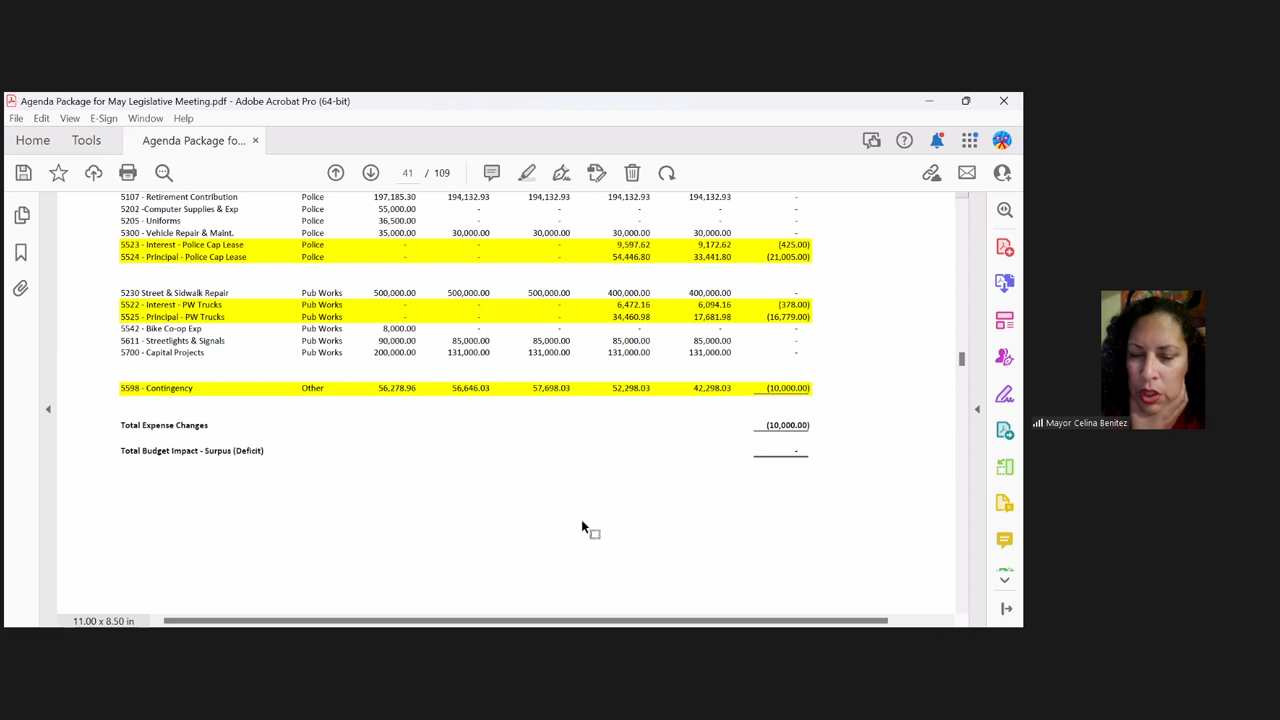 Agenda Package for May Legislative Meeting.pdf - Adobe Acrobat Pro (64-bit)
File Edit View E-Sign Window Help
Home Tools Agenda Package fo... ×
41 / 109
5107 - Retirement Contribution Police 197,185.30 194,132.93 194,132.93 194,132.93 194,132.93 -
5202 -Computer Supplies & Exp Police 55,000.00 - - - - -
5205 - Uniforms Police 36,500.00 - - - - -
5300 - Vehicle Repair & Maint. Police 35,000.00 30,000.00 30,000.00 30,000.00 30,000.00 -
5523 - Interest - Police Cap Lease Police - - - 9,597.62 9,172.62 (425.00)
5524 - Principal - Police Cap Lease Police - - - 54,446.80 33,441.80 (21,005.00)
5230 Street & Sidwalk Repair Pub Works 500,000.00 500,000.00 500,000.00 400,000.00 400,000.00 -
5522 - Interest - PW Trucks Pub Works - - - 6,472.16 6,094.16 (378.00)
5525 - Principal - PW Trucks Pub Works - - - 34,460.98 17,681.98 (16,779.00)
5542 - Bike Co-op Exp Pub Works 8,000.00 - - - - -
5611 - Streetlights & Signals Pub Works 90,000.00 85,000.00 85,000.00 85,000.00 85,000.00 -
5700 - Capital Projects Pub Works 200,000.00 131,000.00 131,000.00 131,000.00 131,000.00 -
5598 - Contingency Other 56,278.96 56,646.03 57,698.03 52,298.03 42,298.03 (10,000.00)
Total Expense Changes (10,000.00)
Total Budget Impact - Surpus (Deficit) -
11.00 x 8.50 in
Mayor Celina Benitez